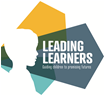 LEADING
LEARNERS
Guiding children to promising futures